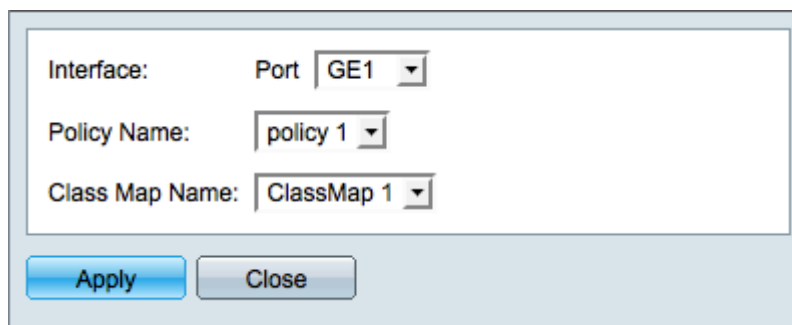 Interface: Port GE1
Policy Name: policy 1
Class Map Name: ClassMap 1
Apply Close